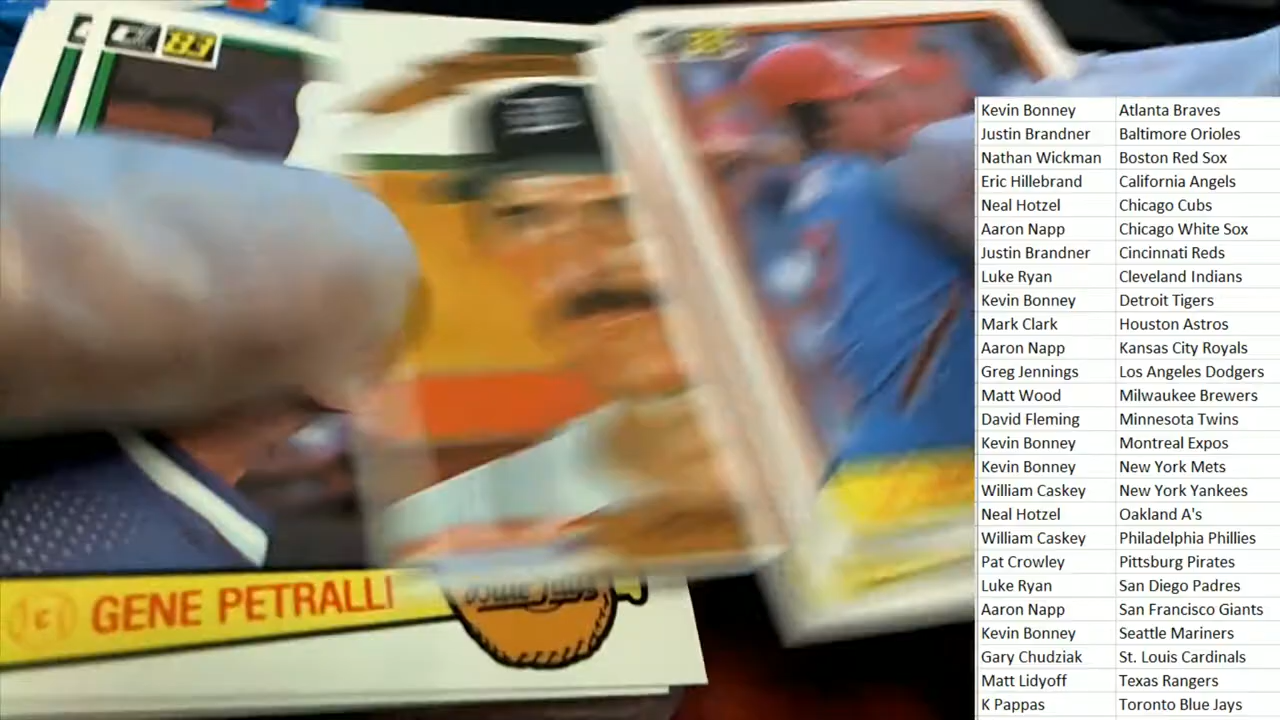 83
C GENE PETRALLI
Blue Jays
Kevin Bonney Atlanta Braves
Justin Brandner Baltimore Orioles
Nathan Wickman Boston Red Sox
Eric Hillebrand California Angels
Neal Hotzel Chicago Cubs
Aaron Napp Chicago White Sox
Justin Brandner Cincinnati Reds
Luke Ryan Cleveland Indians
Kevin Bonney Detroit Tigers
Mark Clark Houston Astros
Aaron Napp Kansas City Royals
Greg Jennings Los Angeles Dodgers
Matt Wood Milwaukee Brewers
David Fleming Minnesota Twins
Kevin Bonney Montreal Expos
Kevin Bonney New York Mets
William Caskey New York Yankees
Neal Hotzel Oakland A's
William Caskey Philadelphia Phillies
Pat Crowley Pittsburg Pirates
Luke Ryan San Diego Padres
Aaron Napp San Francisco Giants
Kevin Bonney Seattle Mariners
Gary Chudziak St. Louis Cardinals
Matt Lidyoff Texas Rangers
K Pappas Toronto Blue Jays